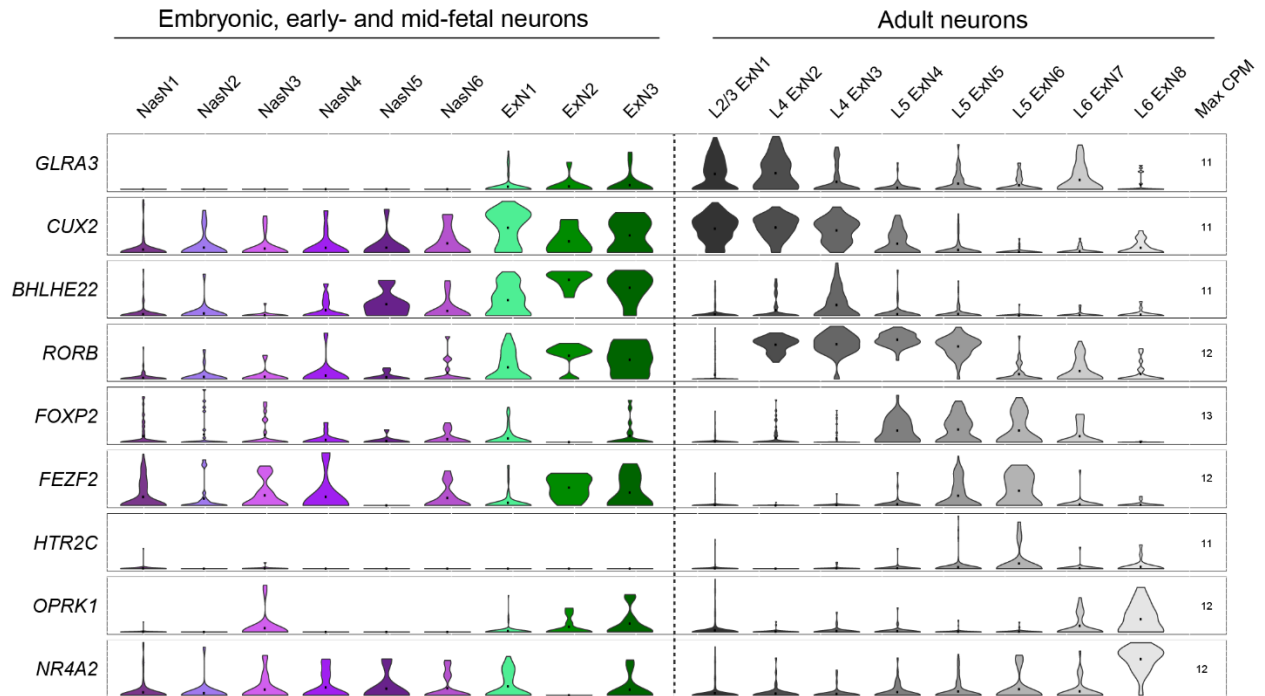 Embryonic, early- and mid-fetal neurons Adult neurons
NasN1 NasN2 NasN3 NasN4 NasN5 NasN6 ExN1 ExN2 ExN3 L2/3 ExN1 L4 ExN2 L4 ExN3 L5 ExN4 L5 ExN5 L5 ExN6 L6 ExN7 L6 ExN8 Max CPM
GLRA3 11
CUX2 11
BHLHE22 11
RORB 12
FOXP2 13
FEZF2 12
HTR2C 11
OPRK1 12
NR4A2 12